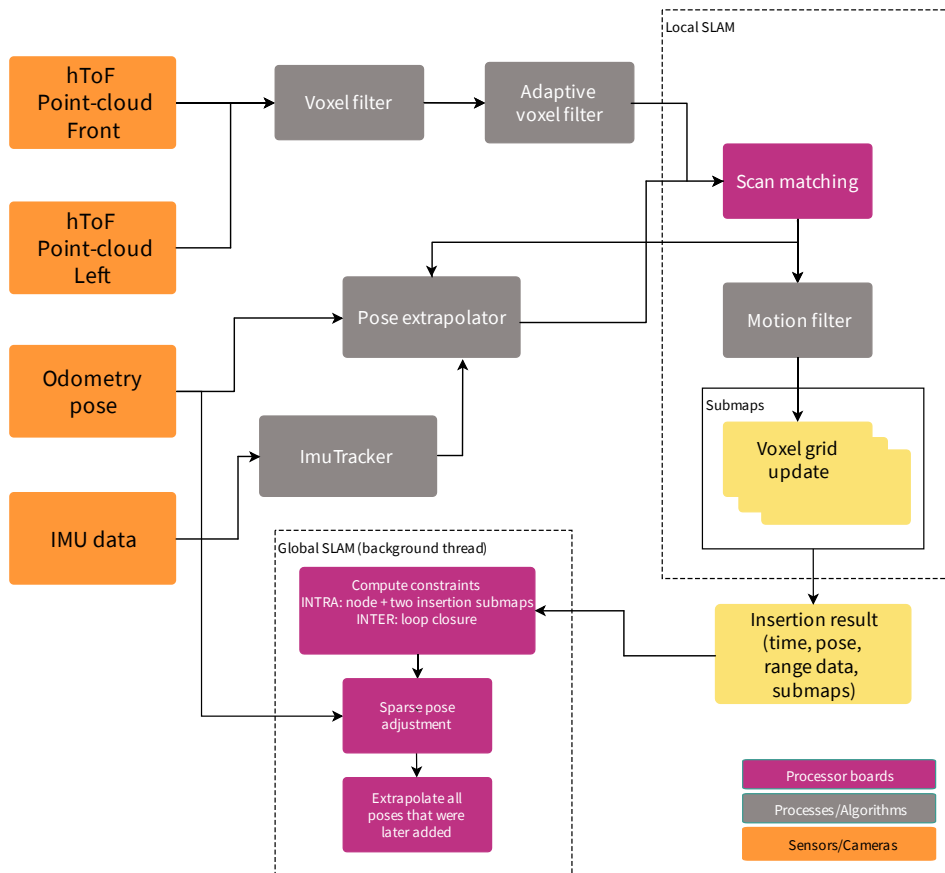 Local SLAM
hToF
Point-cloud
Front
Voxel filter
Adaptive
voxel filter
Scan matching
hToF
Point-cloud
Left
Pose extrapolator
Motion filter
Odometry
pose
Submaps
Voxel grid
update
ImuTracker
IMU data
Global SLAM (background thread)
Compute constraints
INTRA: node + two insertion submaps
INTER: loop closure
Insertion result
(time, pose,
range data,
submaps)
Sparse pose
adjustment
Extrapolate all
poses that were
later added
Processor boards
Processes/Algorithms
Sensors/Cameras